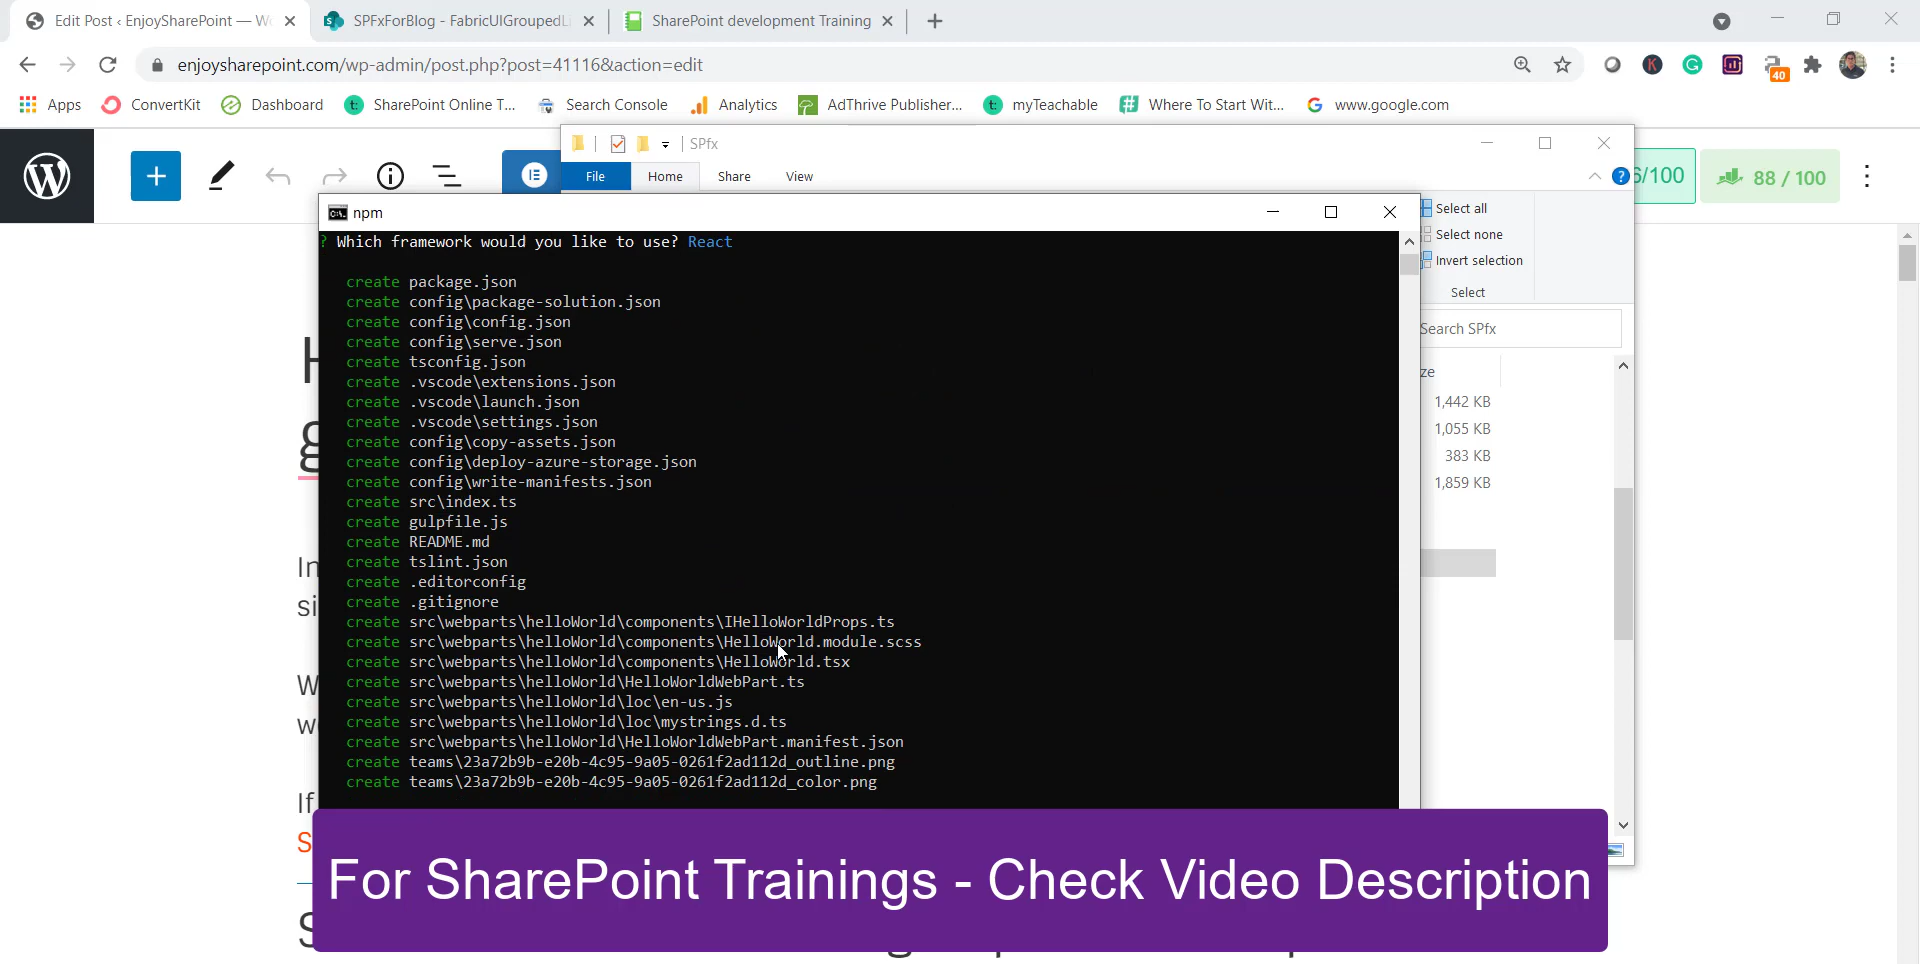 Edit Post ‹ EnjoySharePoint — W
SPFxForBlog - FabricUIGroupedL
SharePoint development Training
enjoysharepoint.com/wp-admin/post.php?post=41116&action=edit
40
Apps
ConvertKit
Dashboard
SharePoint Online T...
Search Console
Analytics
AdThrive Publisher...
myTeachable
Where To Start Wit...
www.google.com
SPfx
File
Home
Share
View
6/100
88 / 100
npm
Select all
Select none
Invert selection
Select
Search SPfx
ze
1,442 KB
1,055 KB
383 KB
1,859 KB
? Which framework would you like to use? React
create package.json
create config\package-solution.json
create config\config.json
create config\serve.json
create tsconfig.json
create .vscode\extensions.json
create .vscode\launch.json
create .vscode\settings.json
create config\copy-assets.json
create config\deploy-azure-storage.json
create config\write-manifests.json
create src\index.ts
create gulpfile.js
create README.md
create tslint.json
create .editorconfig
create .gitignore
create src\webparts\helloWorld\components\IHelloWorldProps.ts
create src\webparts\helloWorld\components\HelloWorld.module.scss
create src\webparts\helloWorld\components\HelloWorld.tsx
create src\webparts\helloWorld\HelloWorldWebPart.ts
create src\webparts\helloWorld\loc\en-us.js
create src\webparts\helloWorld\loc\mystrings.d.ts
create src\webparts\helloWorld\HelloWorldWebPart.manifest.json
create teams\23a72b9b-e20b-4c95-9a05-0261f2ad112d_outline.png
create teams\23a72b9b-e20b-4c95-9a05-0261f2ad112d_color.png
In
si
If
For SharePoint Trainings - Check Video Description